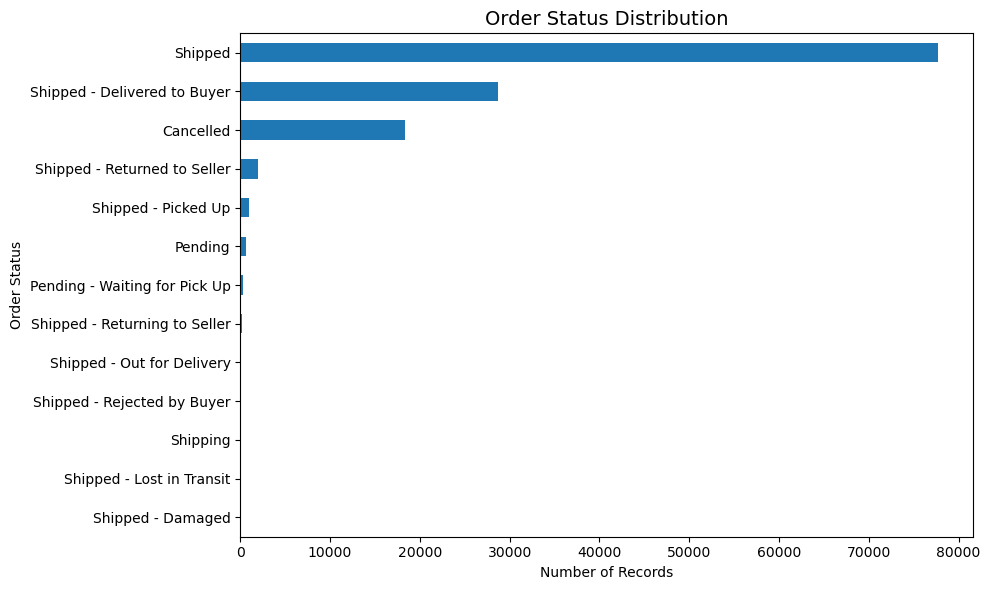 Order Status Distribution
Shipped
Shipped - Delivered to Buyer
Cancelled
Shipped - Returned to Seller
Shipped - Picked Up
Pending
Pending - Waiting for Pick Up
Shipped - Returning to Seller
Shipped - Out for Delivery
Shipped - Rejected by Buyer
Shipping
Shipped - Lost in Transit
Shipped - Damaged
Order Status
0 10000 20000 30000 40000 50000 60000 70000 80000
Number of Records